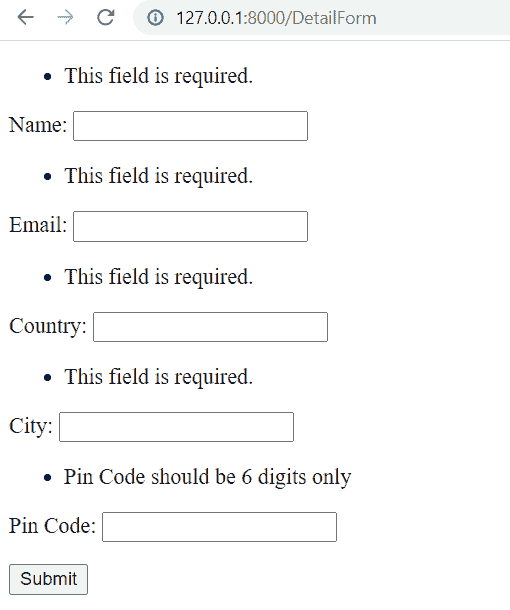 127.0.0.1:8000/DetailForm
This field is required.
Name:
This field is required.
Email:
This field is required.
Country:
This field is required.
City:
Pin Code should be 6 digits only
Pin Code:
Submit